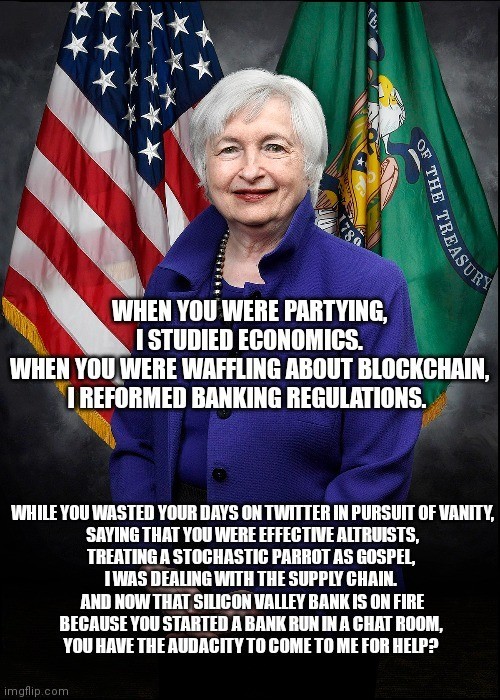 OF THE TREASURY
1789
WHEN YOU WERE PARTYING,
I STUDIED ECONOMICS.
WHEN YOU WERE WAFFLING ABOUT BLOCKCHAIN,
I REFORMED BANKING REGULATIONS.
WHILE YOU WASTED YOUR DAYS ON TWITTER IN PURSUIT OF VANITY,
SAYING THAT YOU WERE EFFECTIVE ALTRUISTS,
TREATING A STOCHASTIC PARROT AS GOSPEL,
I WAS DEALING WITH THE SUPPLY CHAIN.
AND NOW THAT SILICON VALLEY BANK IS ON FIRE
BECAUSE YOU STARTED A BANK RUN IN A CHAT ROOM,
YOU HAVE THE AUDACITY TO COME TO ME FOR HELP?
imgflip.com